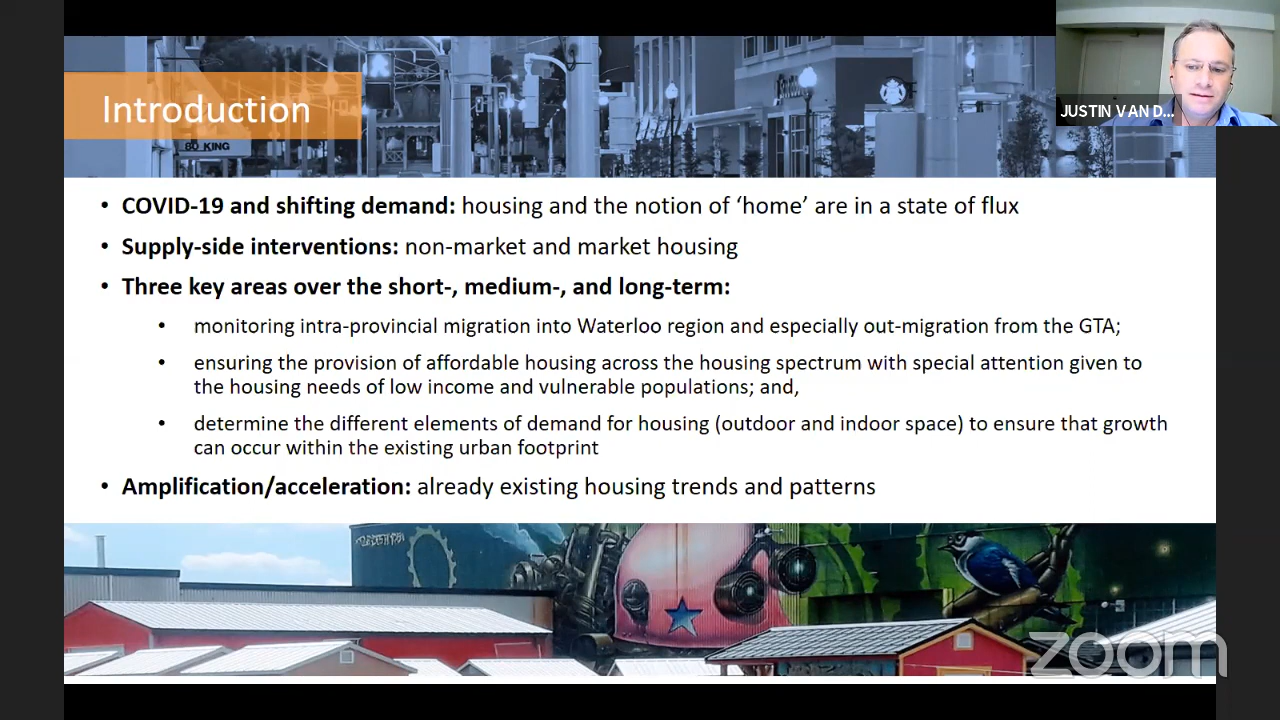 Introduction
80 KING
JUSTIN VAN D...
• COVID-19 and shifting demand: housing and the notion of ‘home’ are in a state of flux
• Supply-side interventions: non-market and market housing
• Three key areas over the short-, medium-, and long-term:
• monitoring intra-provincial migration into Waterloo region and especially out-migration from the GTA;
• ensuring the provision of affordable housing across the housing spectrum with special attention given to
the housing needs of low income and vulnerable populations; and,
• determine the different elements of demand for housing (outdoor and indoor space) to ensure that growth
can occur within the existing urban footprint
• Amplification/acceleration: already existing housing trends and patterns
zoom